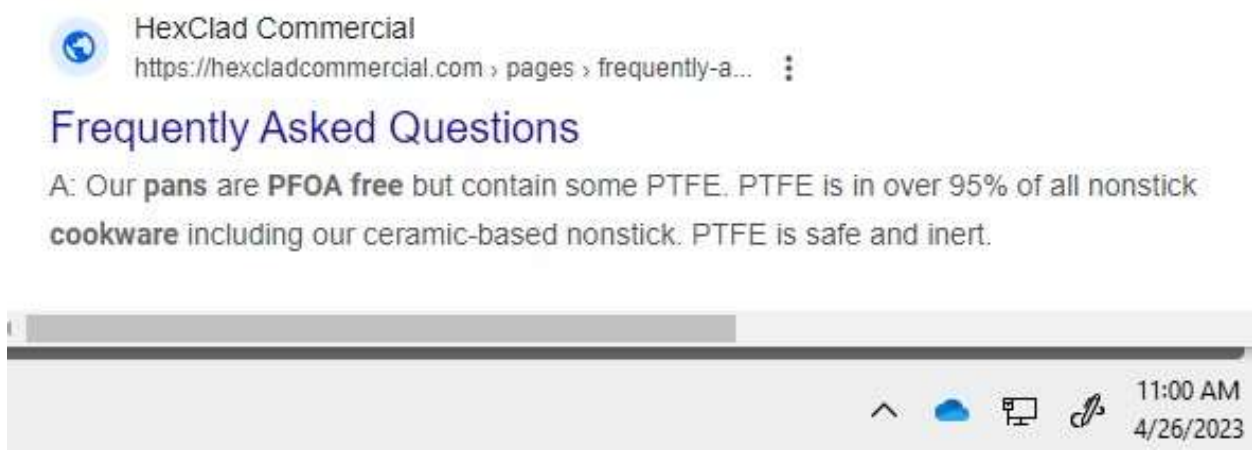 HexClad Commercial
https://hexcladcommercial.com › pages › frequently-a...
Frequently Asked Questions
A: Our pans are PFOA free but contain some PTFE. PTFE is in over 95% of all nonstick
cookware including our ceramic-based nonstick. PTFE is safe and inert.
11:00 AM
4/26/2023